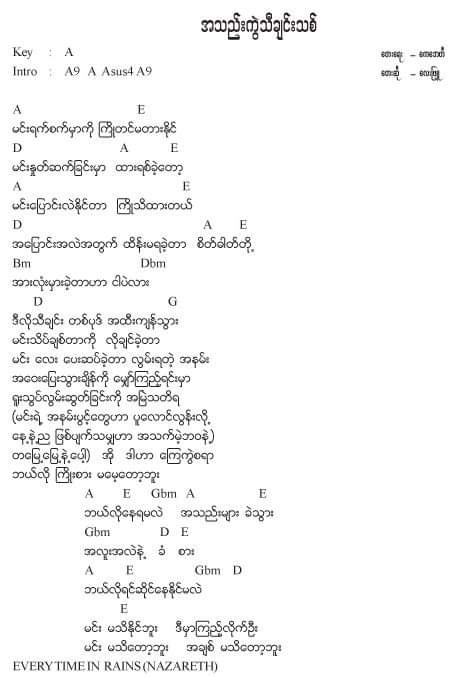 အသည်းကွဲသီချင်းသစ်
Key : A တေးရေး – ကေအေတီ
Intro : A9 A Asus4 A9 တေးဆို – လေးဖြူ
A E
မင်းရက်စက်မှာကို ကြိုတင်မတားနိုင်
D A E
မင်းနှုတ်ဆက်ခြင်းမှာ ထားရစ်ခဲ့တော့
A E
မင်းပြောင်းလဲနိုင်တာ ကြိုသိထားတယ်
D A E
အပြောင်းအလဲအတွက် ထိန်းမရခဲ့တာ စိတ်ခါတ်တို့
Bm Dbm
အားလုံးမှားခဲ့တာဟာ ငါပဲလား
D G
ဒီလိုသီချင်း တစ်ပုဒ် အထီးကျန်သွား
မင်းသိပ်ချစ်တာကို လိုချင်ခဲ့တာ
မင်း လေး ပေးဆပ်ခဲ့တာ လွမ်းရတဲ့ အနမ်း
အဝေးပြေးသွားချိန်ကို မျှော်ကြည့်ရင်းမှာ
ရူးသွပ်လွမ်းဆွတ်ခြင်းကို အမြဲသတိရ
(မင်းရဲ့ အနမ်းပွင့်တွေဟာ ပူလောင်လွန်းလို့
နေ့နဲ့ည ဖြစ်ပျက်သမျှဟာ အသက်မဲ့ဘဝနဲ့)
တမြေ့မြေ့နဲ့ပေါ့) အို ဒါဟာ ကြေကွဲစရာ
ဘယ်လို ကြိုးစား မမေ့တော့ဘူး
A E Gbm A E
ဘယ်လိုနေရမလဲ အသည်းများ ခဲသွား
Gbm D E
အလူးအလဲနဲ့ ခံ စား
A E Gbm D
ဘယ်လိုရင်ဆိုင်နေနိုင်မလဲ
E
မင်း မသိနိုင်ဘူး ဒီမှာကြည့်လိုက်ဦး
မင်း မသိတော့ဘူး အချစ် မသိတော့ဘူး
EVERY TIME IN RAINS (NAZARETH)